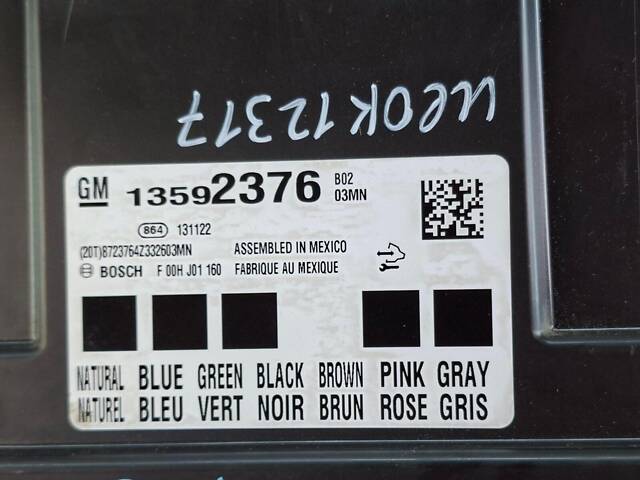 GM 13592376 B02
03MN
864 131122
(20T)8723764Z332603MN ASSEMBLED IN MEXICO
BOSCH F 00H J01 160 FABRIQUE AU MEXIQUE
NATURAL BLUE GREEN BLACK BROWN PINK GRAY
NATUREL BLEU VERT NOIR BRUN ROSE GRIS